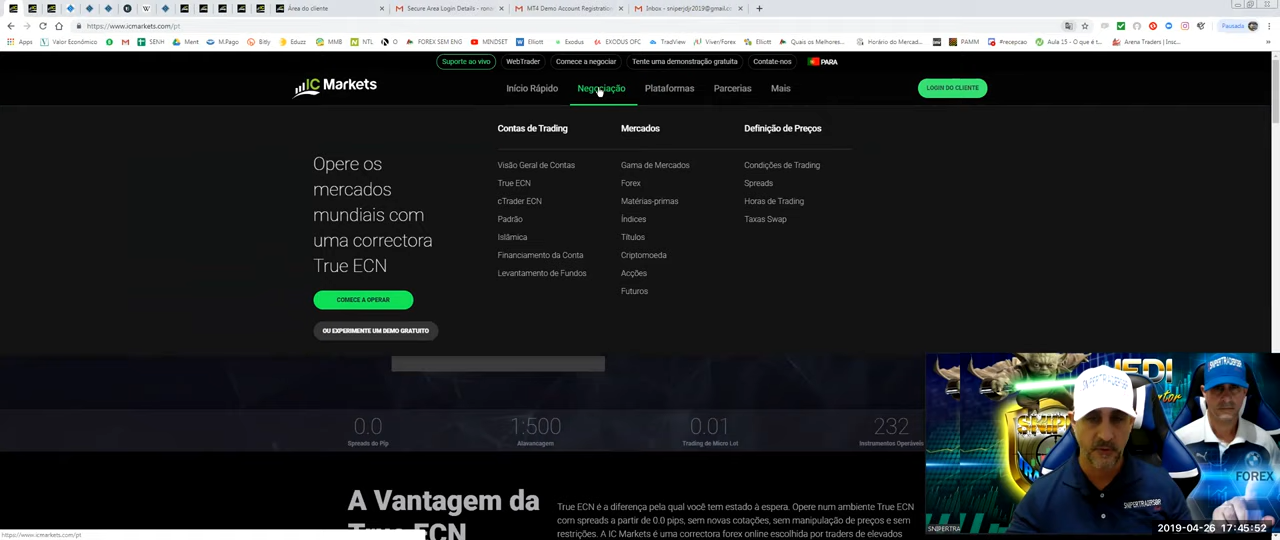 Área do cliente
Secure Area Login Details - rons
MT4 Demo Account Registration
Inbox - sniperjdjr2019@gmail.c
https://www.icmarkets.com/pt
Pausada
Apps
Valor Econômico
SENH
Ment
M.Pago
Bitty
Eduzz
MMB
NTL
O
FOREX SEM ENG
MINDSET
Elliott
Exodus
EXODUS OFC
TradView
Viver/Forex
Elliott
Quais os Melhores...
Horário do Mercad...
PAMM
#recepcao
Aula 15 - O que é t...
Arena Traders | Insc...
Suporte ao vivo
WebTrader
Comece a negociar
Tente uma demonstração gratuita
Contate-nos
PARA
IC Markets
Início Rápido
Negociação
Plataformas
Parcerias
Mais
LOGIN DO CLIENTE
Opere os
mercados
mundiais com
uma correctora
True ECN
COMECE A OPERAR
OU EXPERIMENTE UM DEMO GRATUITO
Contas de Trading
Visão Geral de Contas
True ECN
cTrader ECN
Padrão
Islâmica
Financiamento da Conta
Levantamento de Fundos
Mercados
Gama de Mercados
Forex
Matérias-primas
Índices
Títulos
Criptomoeda
Acções
Futuros
Definição de Preços
Condições de Trading
Spreads
Horas de Trading
Taxas Swap
0.0
Spreads do Pip
1:500
Alavancagem
0.01
Trading de Micro Lot
232
Instrumentos Operáveis
A Vantagem da
True ECN
True ECN é a diferença pela qual você tem estado à espera. Opere num ambiente True ECN
com spreads a partir de 0.0 pips, sem novas cotações, sem manipulação de preços e sem
restrições. A IC Markets é uma correctora forex online escolhida por traders de elevados
JEDI
FOREX
SNIPERTRA
2019-04-26 17:45:52
https://www.icmarkets.com/pt